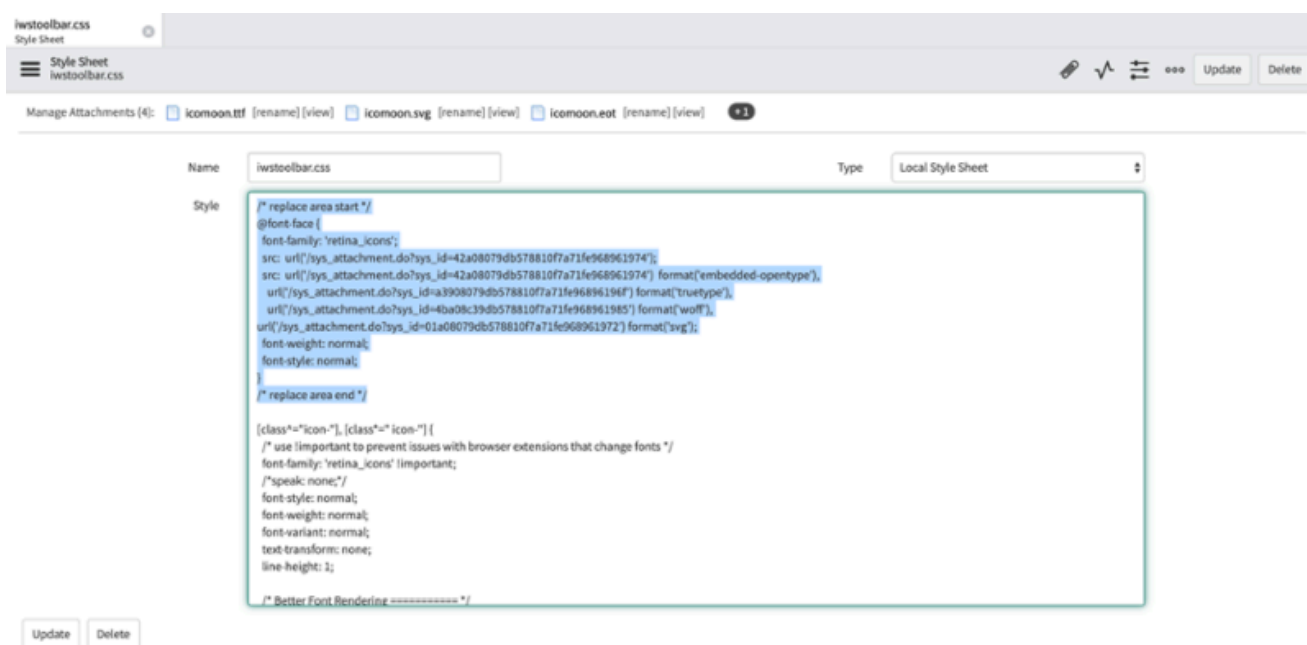 iwstoolbar.css
Style Sheet
Style Sheet
iwstoolbar.css
Update Delete
Manage Attachments (4): icomoon.ttf [rename] [view] icomoon.svg [rename] [view] icomoon.eot [rename] [view] +1
Name iwstoolbar.css Type Local Style Sheet
Style
/* replace area start */
@font-face {
font-family: 'retina_icons';
src: url('/sys_attachment.do?sys_id=42a08079db578810f7a71fe968961974');
src: url('/sys_attachment.do?sys_id=42a08079db578810f7a71fe968961974') format('embedded-opentype'),
url('/sys_attachment.do?sys_id=a3908079db578810f7a71fe96896196f') format('truetype'),
url('/sys_attachment.do?sys_id=4ba08c39db578810f7a71fe968961985') format('woff'),
url('/sys_attachment.do?sys_id=01a08079db578810f7a71fe968961972') format('svg');
font-weight: normal;
font-style: normal;
}
/* replace area end */
[class^="icon-"], [class*=" icon-"] {
/* use !important to prevent issues with browser extensions that change fonts */
font-family: 'retina_icons' !important;
/*speak: none;*/
font-style: normal;
font-weight: normal;
font-variant: normal;
text-transform: none;
line-height: 1;
/* Better Font Rendering =========== */
Update Delete